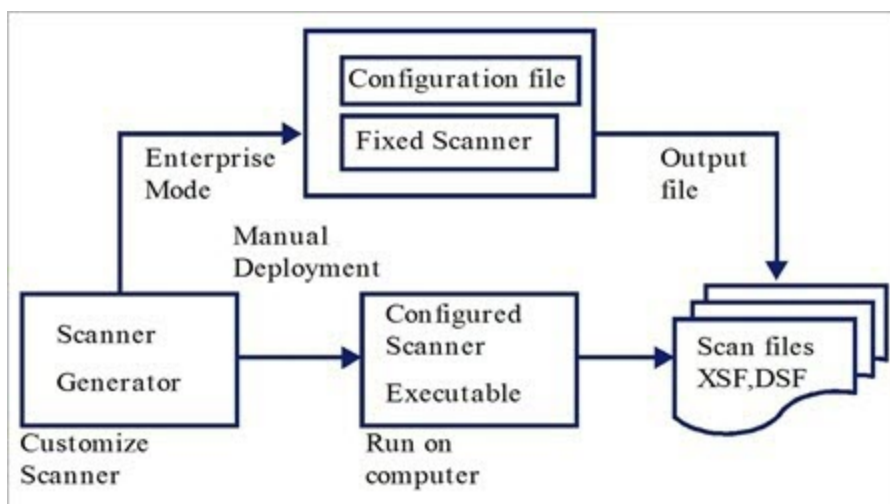 Configuration file
Fixed Scanner
Enterprise
Mode
Output
file
Manual
Deployment
Scanner
Generator
Configured
Scanner
Executable
Scan files
XSF,DSF
Customize
Scanner
Run on
computer